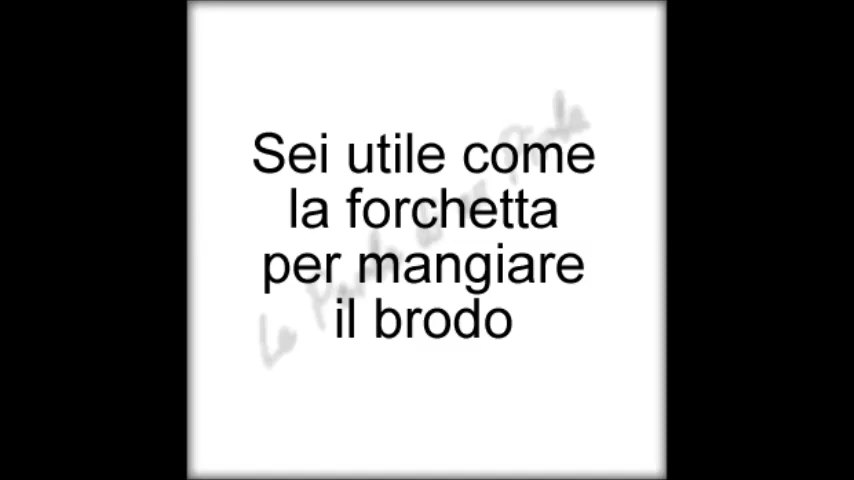 Sei utile come
la forchetta
per mangiare
il brodo